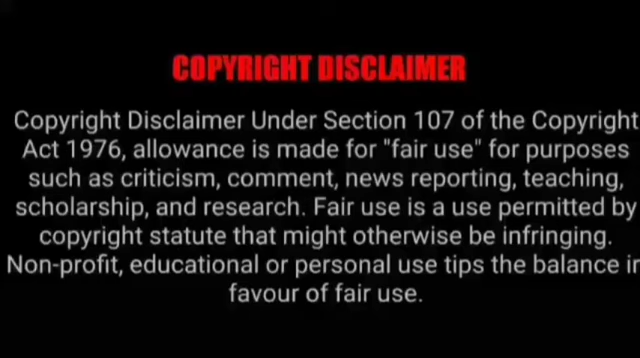 COPYRIGHT DISCLAIMER
Copyright Disclaimer Under Section 107 of the Copyright
Act 1976, allowance is made for "fair use" for purposes
such as criticism, comment, news reporting, teaching,
scholarship, and research. Fair use is a use permitted by
copyright statute that might otherwise be infringing.
Non-profit, educational or personal use tips the balance in
favour of fair use.